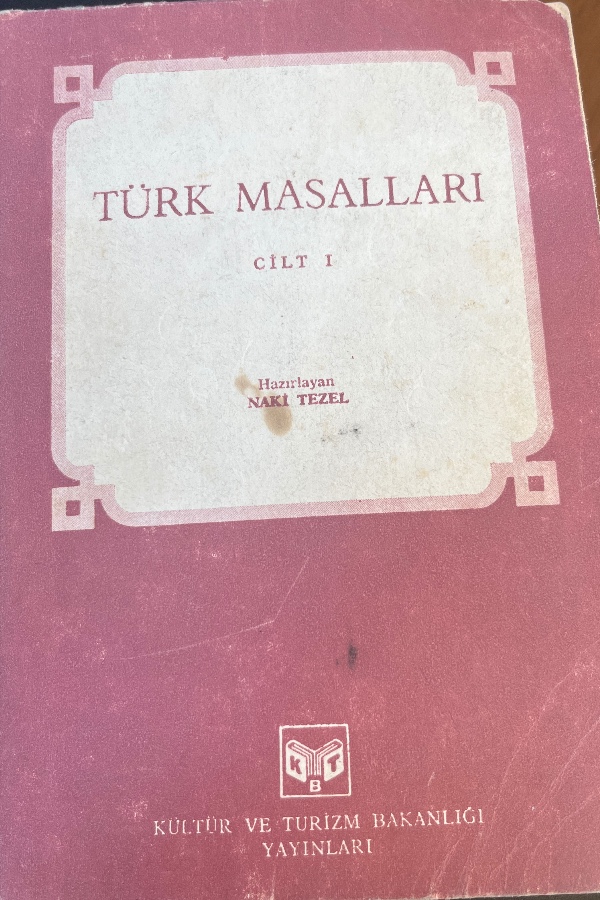 TÜRK MASALLARI
CİLT I
Hazırlayan
NAKİ TEZEL
K T
B
KÜLTÜR VE TURİZM BAKANLIĞI
YAYINLARI